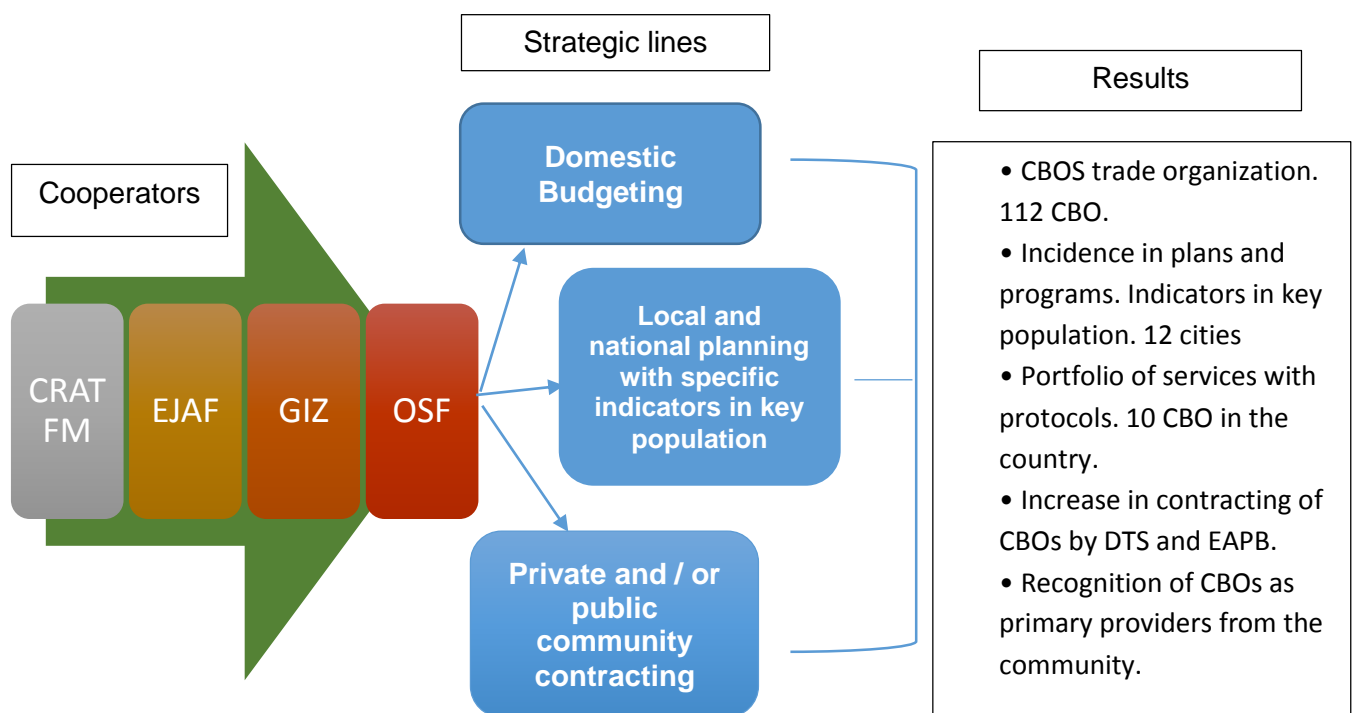 Strategic lines
Results
Cooperators
CRAT
FM
EJAF
GIZ
OSF
Domestic
Budgeting
Local and
national planning
with specific
indicators in key
population
Private and / or
public
community
contracting
• CBOS trade organization.
112 CBO.
• Incidence in plans and
programs. Indicators in key
population. 12 cities
• Portfolio of services with
protocols. 10 CBO in the
country.
• Increase in contracting of
CBOs by DTS and EAPB.
• Recognition of CBOs as
primary providers from the
community.